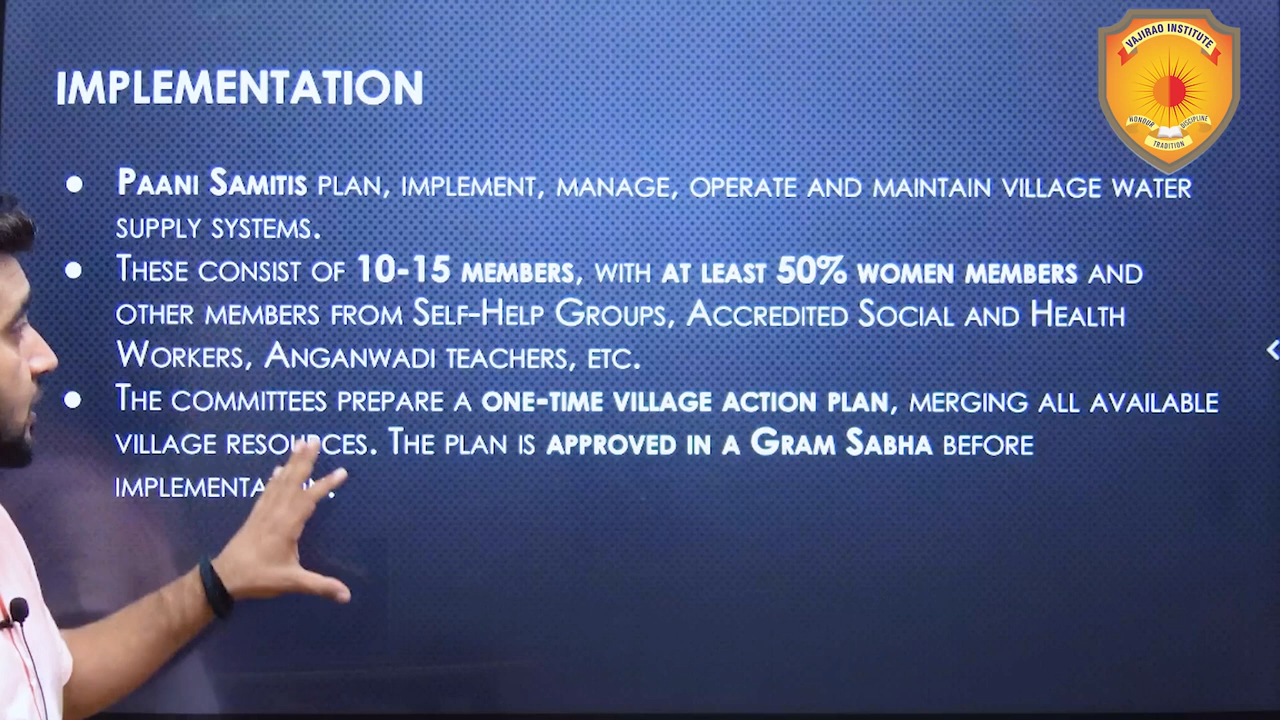 VAJIRAO INSTITUTE
HONOUR
DISCIPLINE
TRADITION
IMPLEMENTATION
● PAANI SAMITIS PLAN, IMPLEMENT, MANAGE, OPERATE AND MAINTAIN VILLAGE WATER
SUPPLY SYSTEMS.
● THESE CONSIST OF 10-15 MEMBERS, WITH AT LEAST 50% WOMEN MEMBERS AND
OTHER MEMBERS FROM SELF-HELP GROUPS, ACCREDITED SOCIAL AND HEALTH
WORKERS, ANGANWADI TEACHERS, ETC.
● THE COMMITTEES PREPARE A ONE-TIME VILLAGE ACTION PLAN, MERGING ALL AVAILABLE
VILLAGE RESOURCES. THE PLAN IS APPROVED IN A GRAM SABHA BEFORE
IMPLEMENTATION.